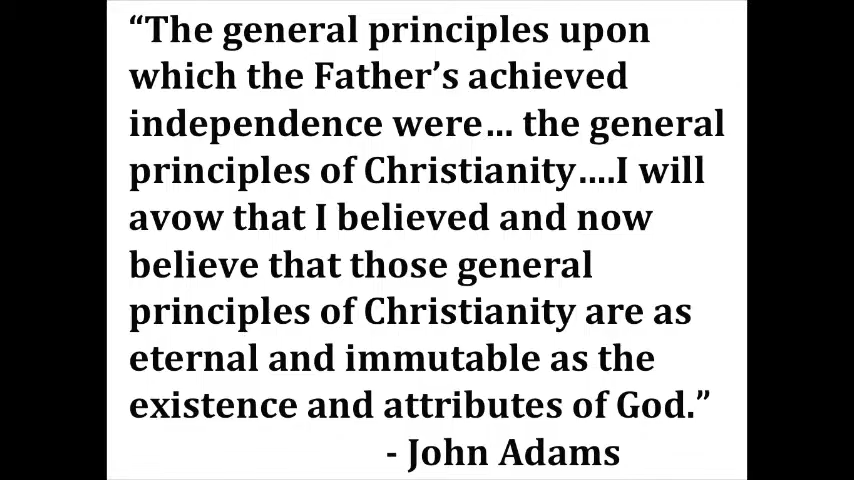 “The general principles upon
which the Father’s achieved
independence were… the general
principles of Christianity….I will
avow that I believed and now
believe that those general
principles of Christianity are as
eternal and immutable as the
existence and attributes of God.”
- John Adams